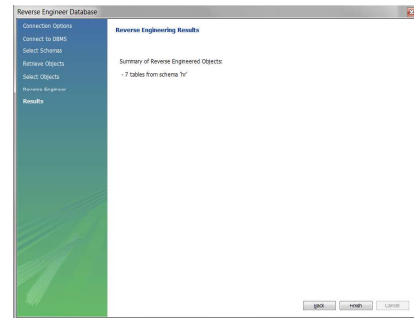 Reverse Engineer Database
Connection Options
Connect to DBMS
Select Schemas
Retrieve Objects
Select Objects
Reverse Engineer
Results
Reverse Engineering Results
Summary of Reverse Engineered Objects:
- 7 tables from schema 'hr'
Back
Finish
Cancel